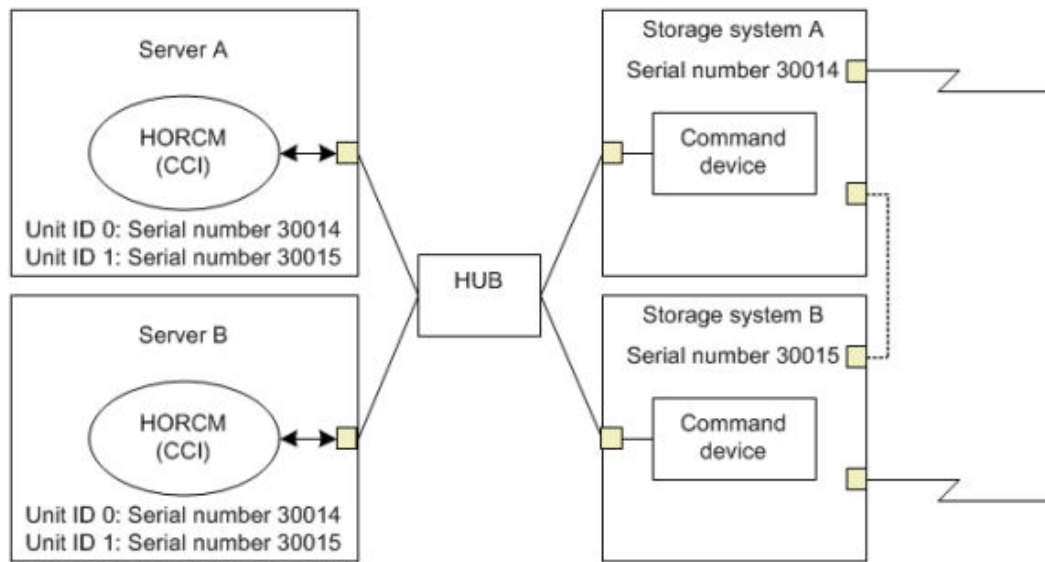 Server A
HORCM
(CCI)
Unit ID 0: Serial number 30014
Unit ID 1: Serial number 30015
Server B
HORCM
(CCI)
Unit ID 0: Serial number 30014
Unit ID 1: Serial number 30015
HUB
Storage system A
Serial number 30014
Command
device
Storage system B
Serial number 30015
Command
device